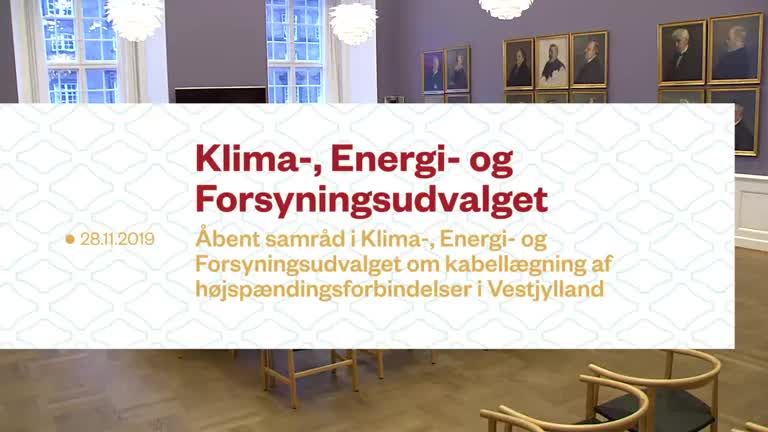 Klima-, Energi- og
Forsyningsudvalget
28.11.2019
Åbent samråd i Klima-, Energi- og
Forsyningsudvalget om kabellægning af
højspændingsforbindelser i Vestjylland